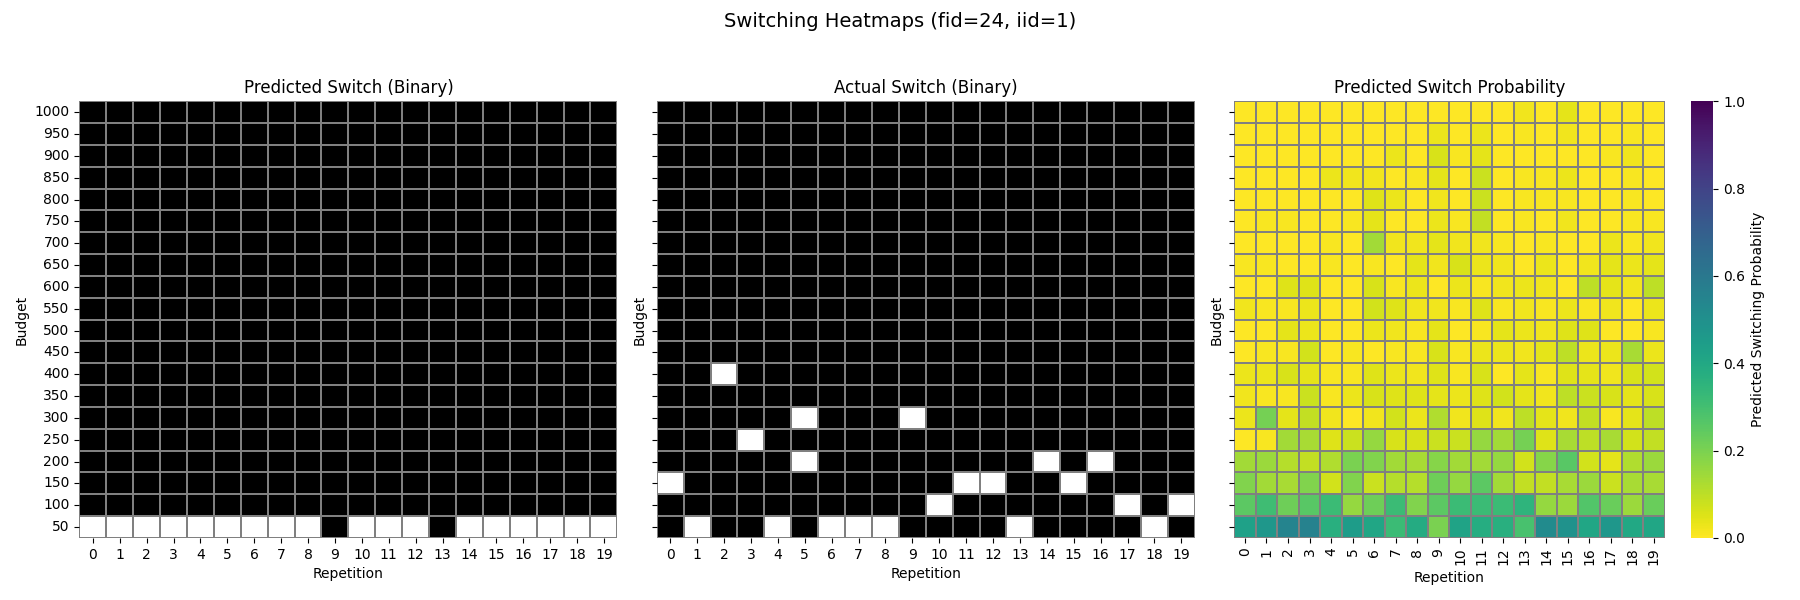 Switching Heatmaps (fid=24, iid=1)
Predicted Switch (Binary)
Budget
1000
950
900
850
800
750
700
650
600
550
500
450
400
350
300
250
200
150
100
50
0 1 2 3 4 5 6 7 8 9 10 11 12 13 14 15 16 17 18 19
Repetition
Actual Switch (Binary)
Budget
0 1 2 3 4 5 6 7 8 9 10 11 12 13 14 15 16 17 18 19
Repetition
Predicted Switch Probability
Budget
0 1 2 3 4 5 6 7 8 9 10 11 12 13 14 15 16 17 18 19
Repetition
1.0
0.8
0.6
0.4
0.2
0.0
Predicted Switching Probability